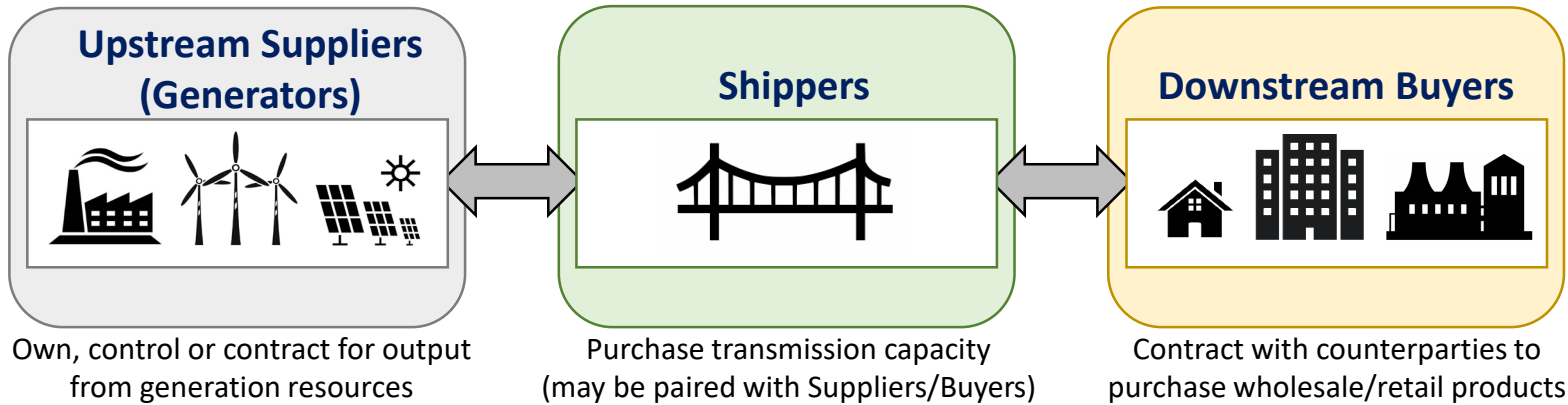 Upstream Suppliers
(Generators)
Own, control or contract for output
from generation resources
Shippers
Purchase transmission capacity
(may be paired with Suppliers/Buyers)
Downstream Buyers
Contract with counterparties to
purchase wholesale/retail products